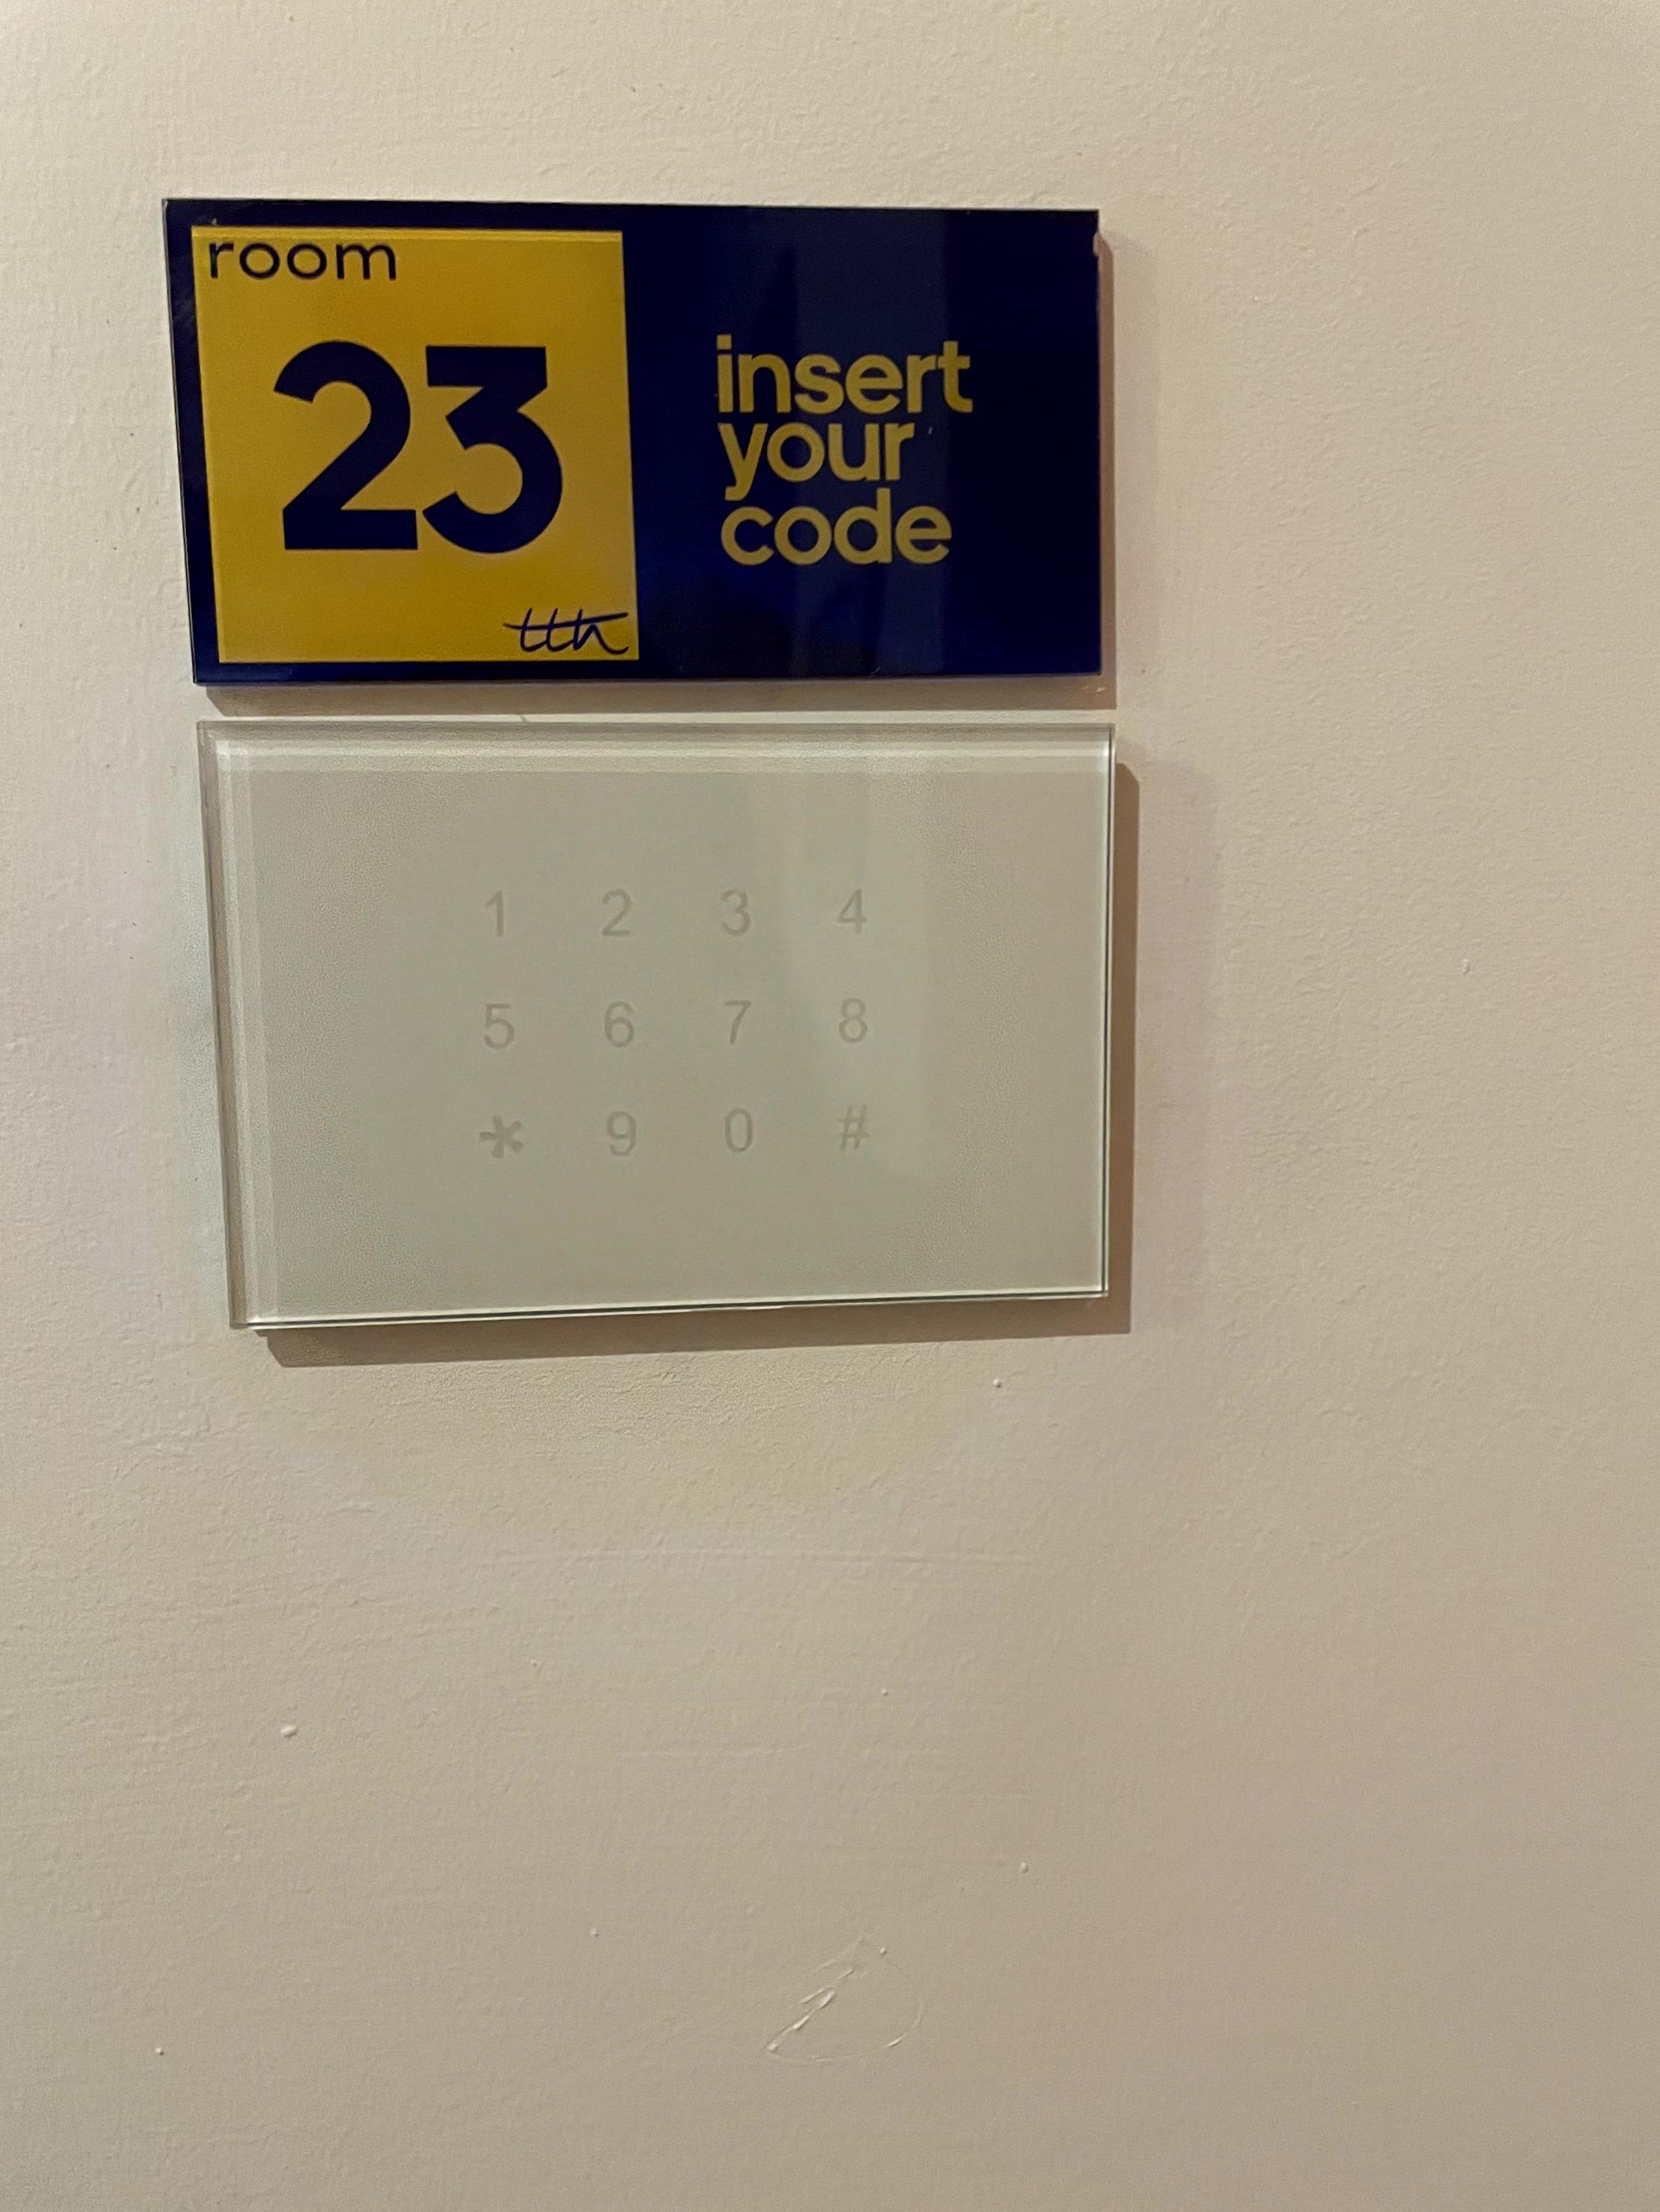 room
23
tth
insert
your
code
1 2 3 4
5 6 7 8
* 9 0 #